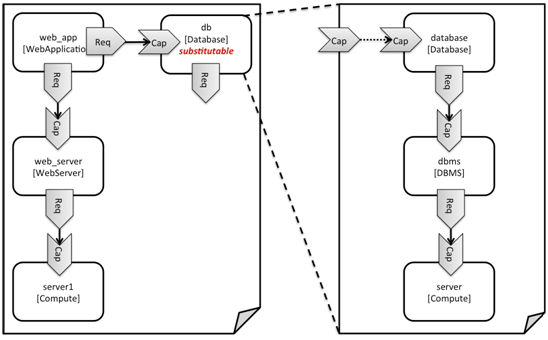 web_app
[WebApplicatio
Req
Cap
db
[Database]
substitutable
Req
Req
Cap
web_server
[WebServer]
Req
Cap
server1
[Compute]
Cap
Cap
database
[Database]
Req
Cap
dbms
[DBMS]
Req
Cap
server
[Compute]